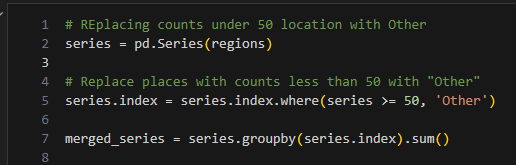 1 # REplacing counts under 50 location with Other
2 series = pd.Series(regions)
3
4 # Replace places with counts less than 50 with "Other"
5 series.index = series.index.where(series >= 50, 'Other')
6
7 merged_series = series.groupby(series.index).sum()
8